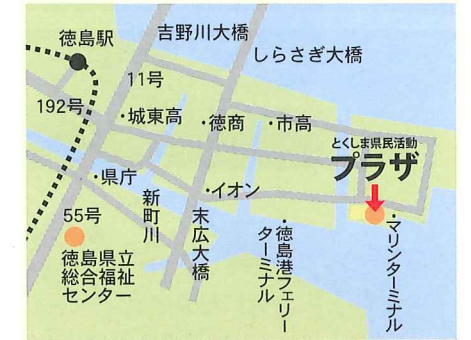 吉野川大橋
徳島駅
しらさぎ大橋
11号
192号
・城東高
・徳商
・市高
とくしま県民活動
プラザ
・県庁
・イオン
新町川
末広大橋
55号
徳島県立
総合福祉
センター
・徳島港フェリー
ターミナル
・マリンターミナル